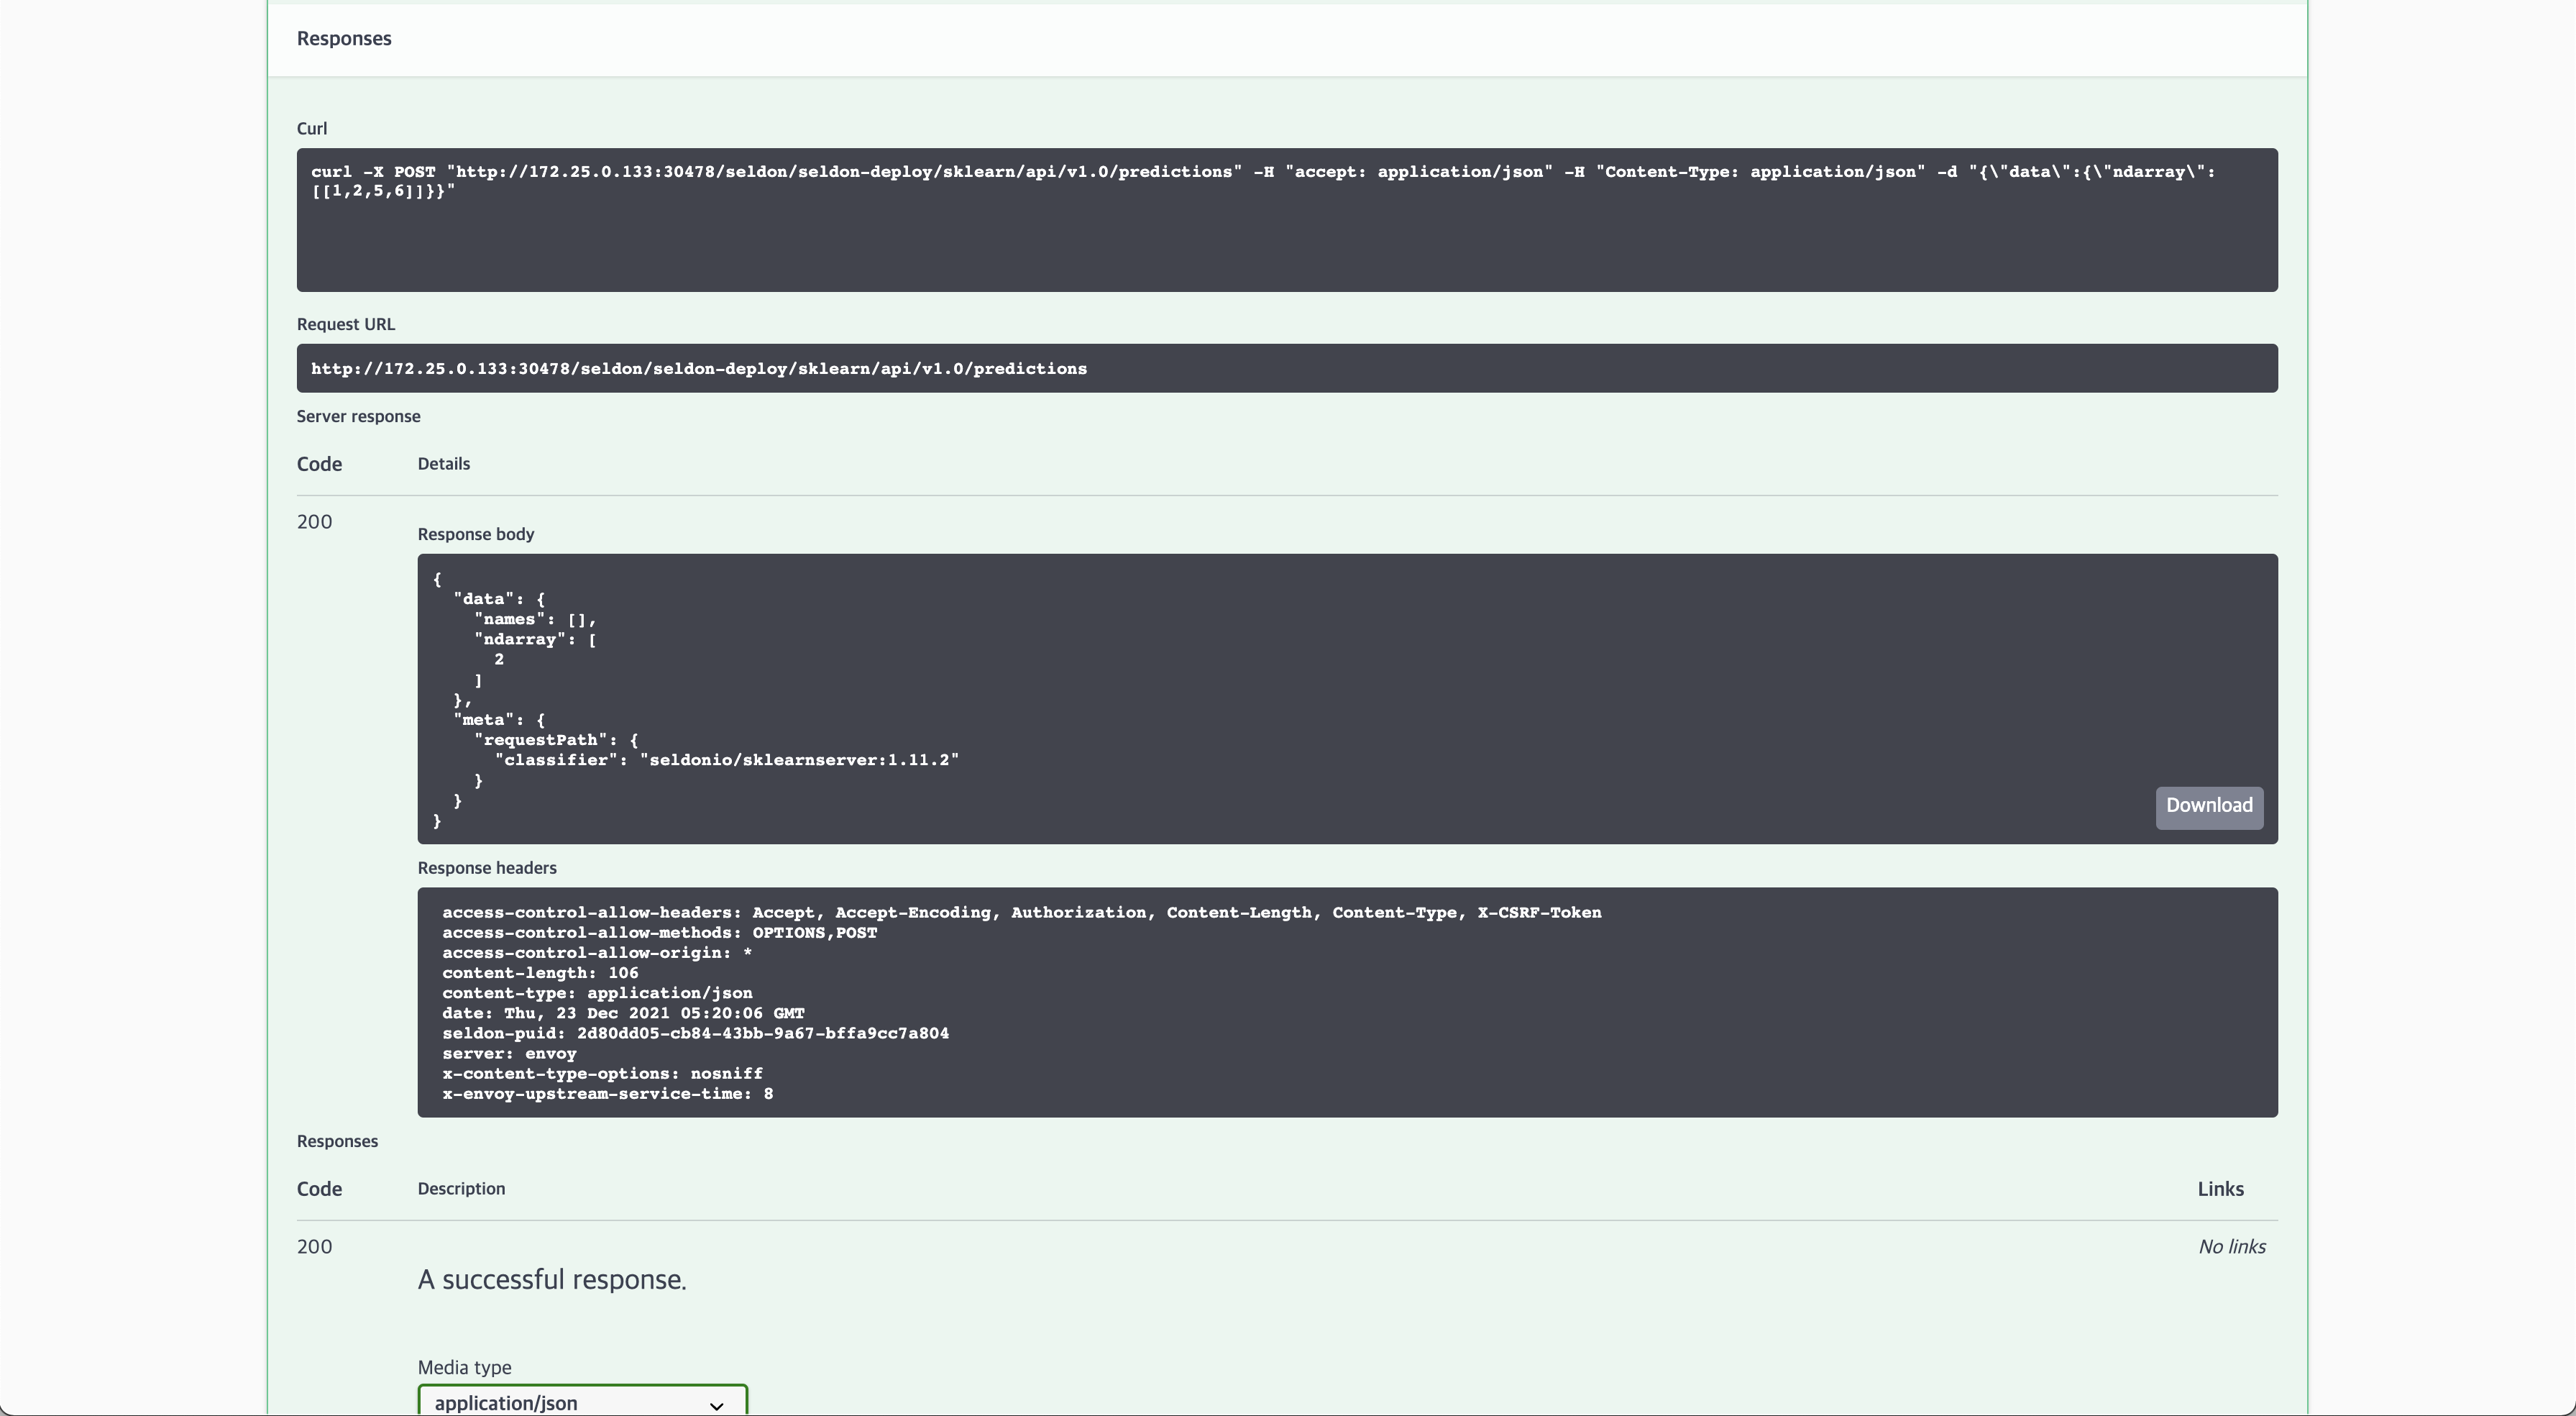 Responses
Curl
curl -X POST "http://172.25.0.133:30478/seldon/seldon-deploy/sklearn/api/v1.0/predictions" -H "accept: application/json" -H "Content-Type: application/json" -d "{\"data\":{\"ndarray\":
[[1,2,5,6]]}}"
Request URL
http://172.25.0.133:30478/seldon/seldon-deploy/sklearn/api/v1.0/predictions
Server response
Code Details
200
Response body
{
  "data": {
    "names": [],
    "ndarray": [
      2
    ]
  },
  "meta": {
    "requestPath": {
      "classifier": "seldonio/sklearnserver:1.11.2"
    }
  }
}
Download
Response headers
access-control-allow-headers: Accept, Accept-Encoding, Authorization, Content-Length, Content-Type, X-CSRF-Token
access-control-allow-methods: OPTIONS,POST
access-control-allow-origin: *
content-length: 106
content-type: application/json
date: Thu, 23 Dec 2021 05:20:06 GMT
seldon-puid: 2d80dd05-cb84-43bb-9a67-bffa9cc7a804
server: envoy
x-content-type-options: nosniff
x-envoy-upstream-service-time: 8
Responses
Code Description Links
200 No links
A successful response.
Media type
application/json